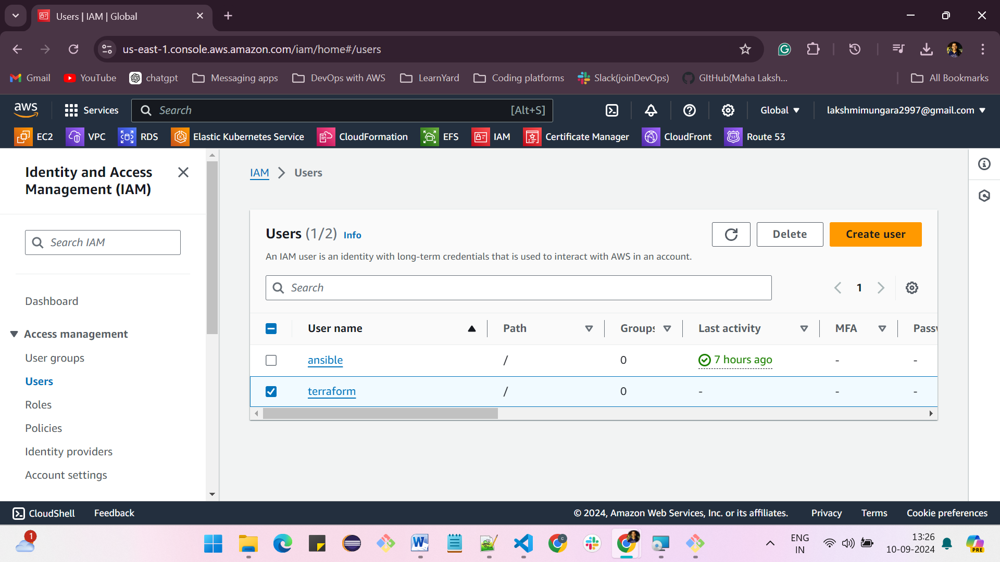 Users | IAM | Global
us-east-1.console.aws.amazon.com/iam/home#/users
Gmail YouTube chatgpt Messaging apps DevOps with AWS LearnYard Coding platforms Slack(joinDevOps) GItHub(Maha Laksh... All Bookmarks
aws Services Search [Alt+S] Global lakshmimungara2997@gmail.com
EC2 VPC RDS Elastic Kubernetes Service CloudFormation EFS IAM Certificate Manager CloudFront Route 53
Identity and Access
Management (IAM)
Search IAM
Dashboard
Access management
User groups
Users
Roles
Policies
Identity providers
Account settings
IAM Users
Users (1/2) Info
Delete Create user
An IAM user is an identity with long-term credentials that is used to interact with AWS in an account.
Search
1
User name Path Groups Last activity MFA Passw
ansible / 0 7 hours ago - -
terraform / 0 - - -
CloudShell Feedback © 2024, Amazon Web Services, Inc. or its affiliates. Privacy Terms Cookie preferences
1
ENG
IN
13:26
10-09-2024
PRE